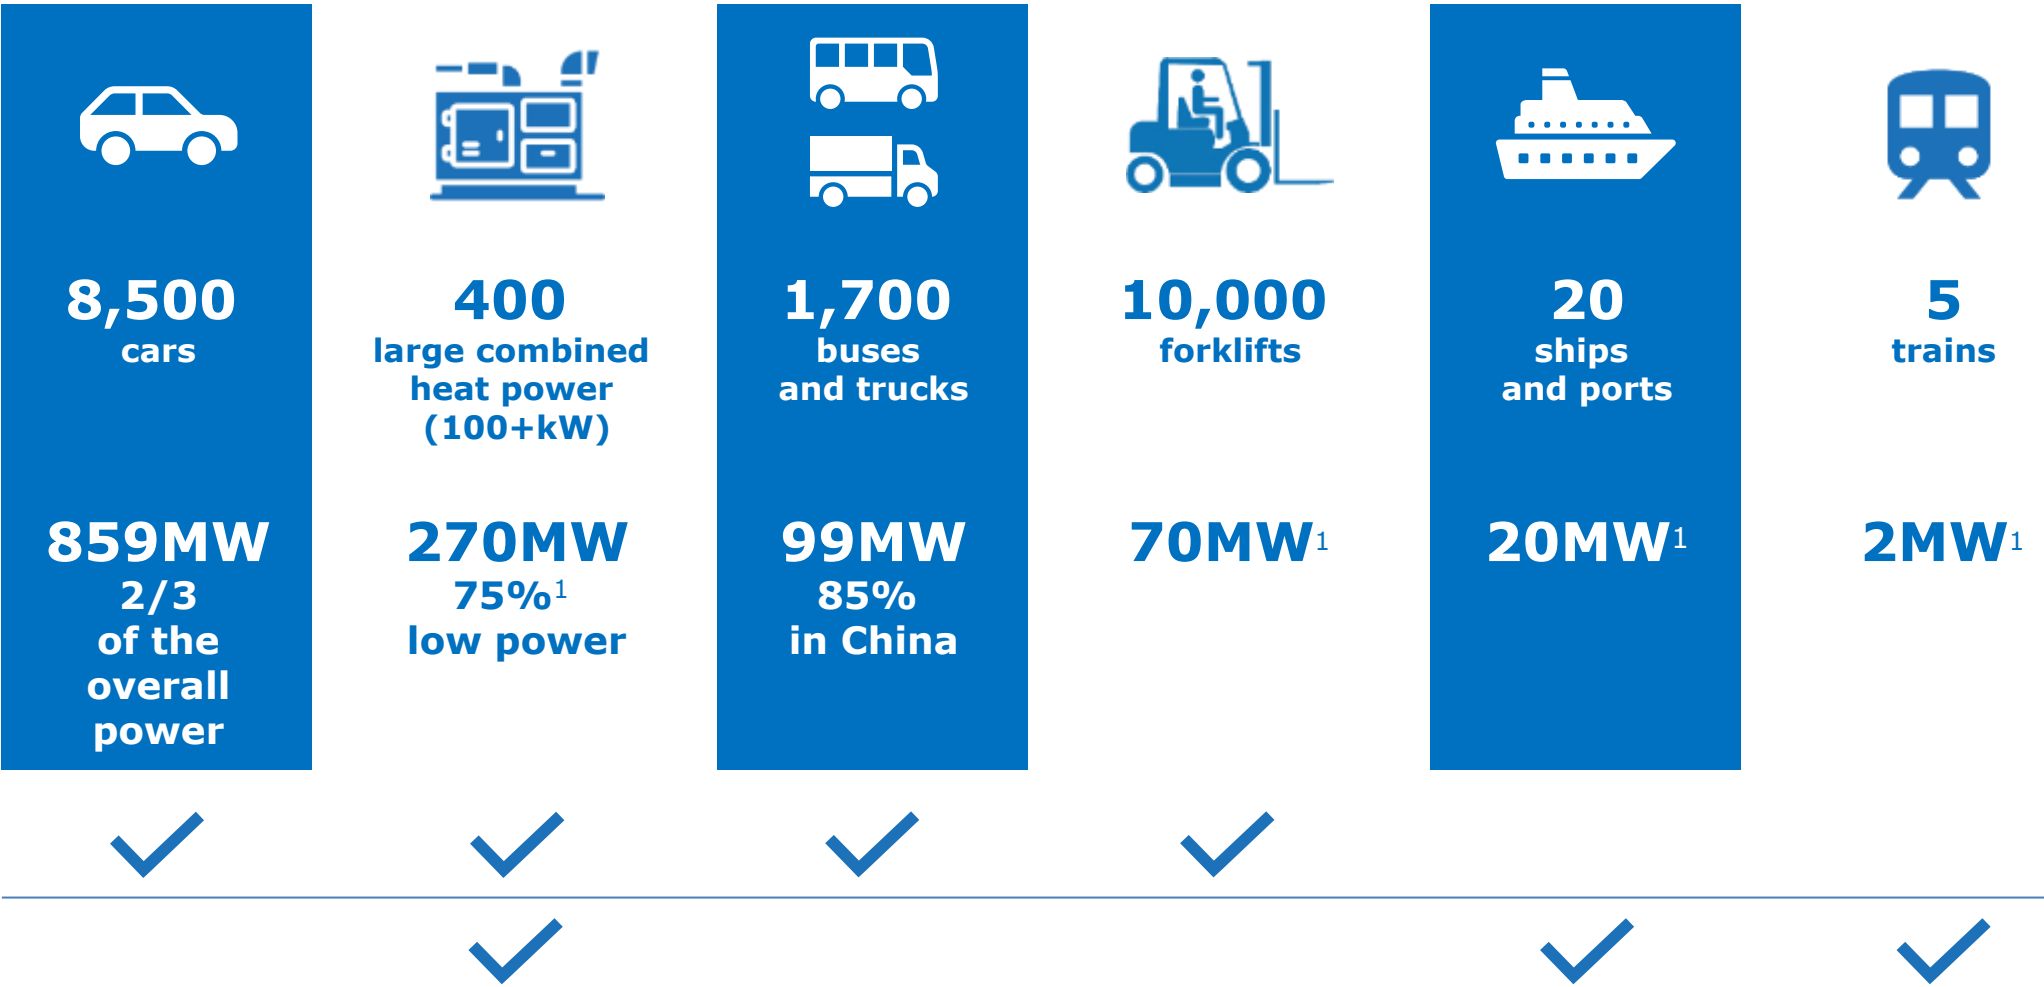 8,500
cars
859MW
2/3
of the
overall
power
400
large combined
heat power
(100+kW)
270MW
75%1
low power
1,700
buses
and trucks
99MW
85%
in China
10,000
forklifts
70MW1
20
ships
and ports
20MW1
5
trains
2MW1